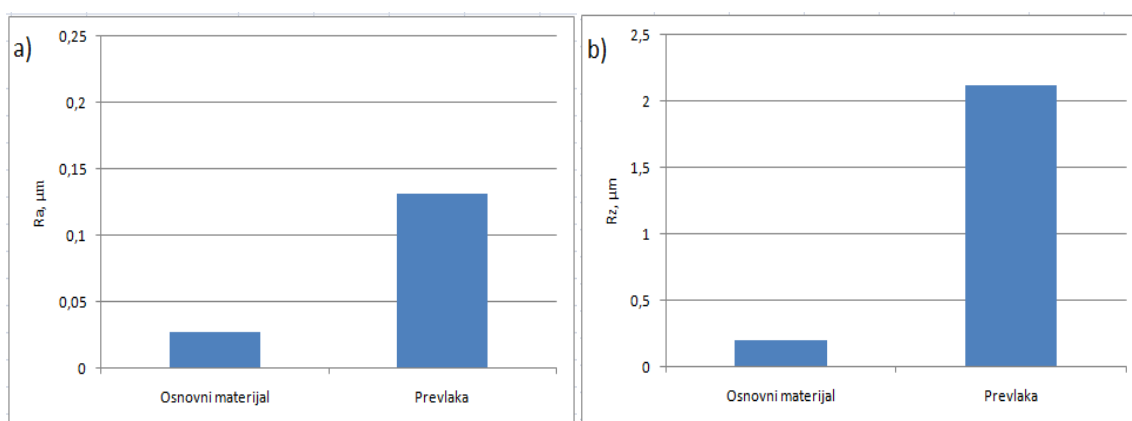 a)
0,25
0,2
0,15
0,1
0,05
0
Ra, µm
Osnovni materijal
Prevlaka
b)
2,5
2
1,5
1
0,5
0
Rz, µm
Osnovni materijal
Prevlaka